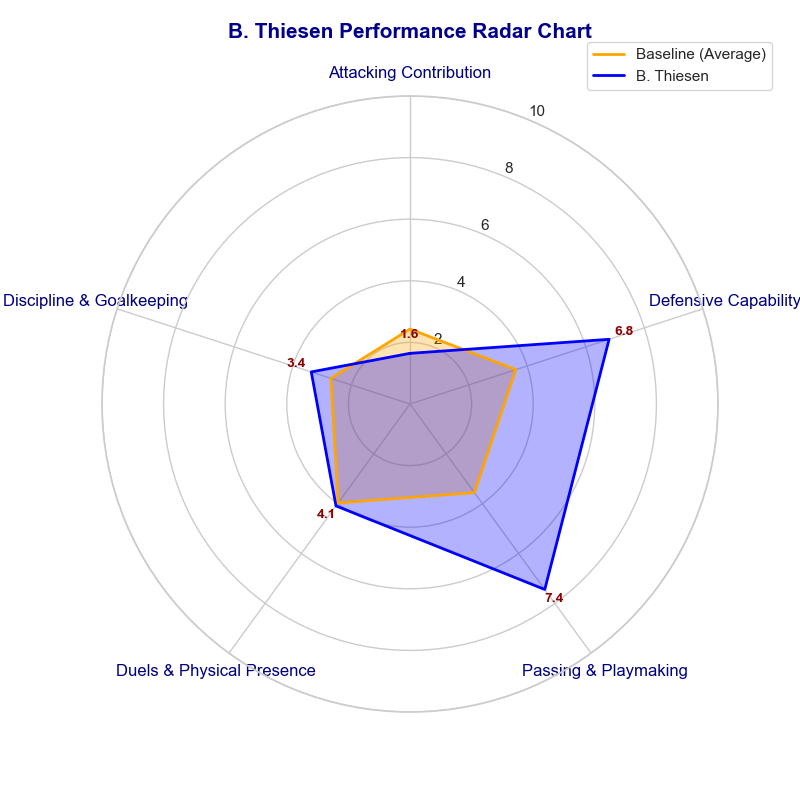 B. Thiesen Performance Radar Chart
Baseline (Average)
B. Thiesen
Attacking Contribution
10
8
6
4
2
1.6
Discipline & Goalkeeping
Defensive Capability
6.8
3.4
4.1
7.4
Duels & Physical Presence
Passing & Playmaking